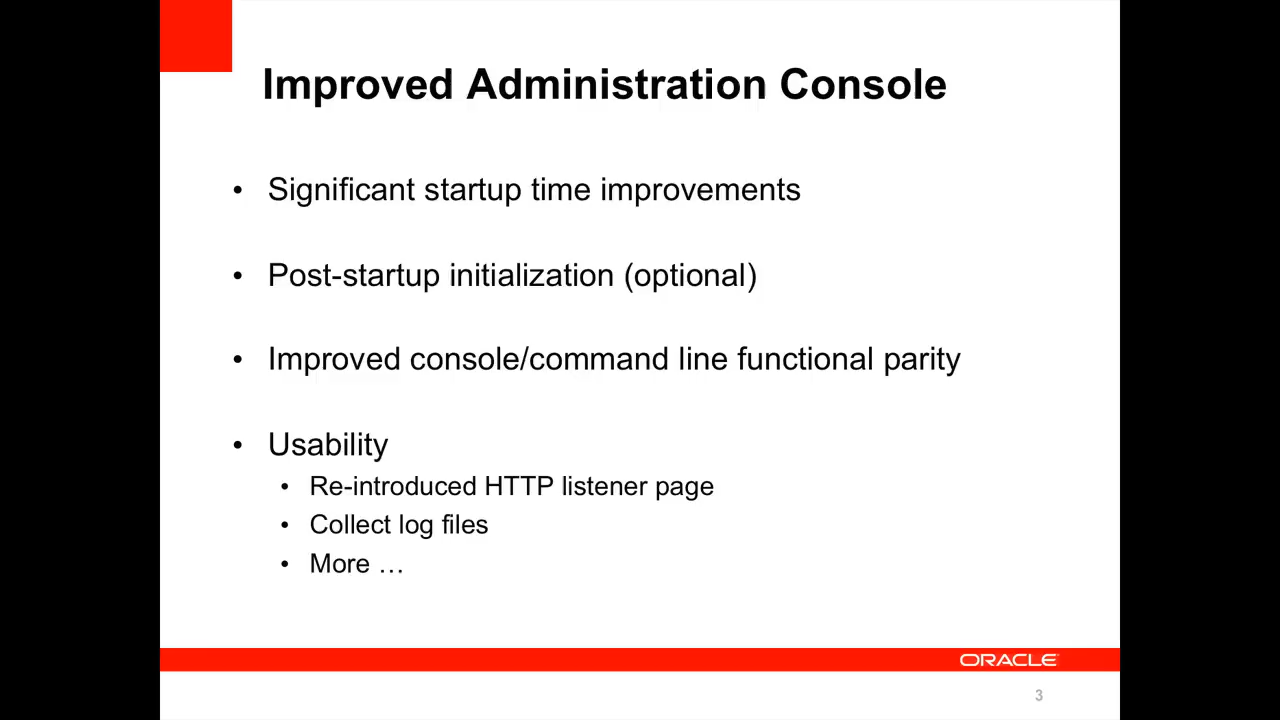 Improved Administration Console
• Significant startup time improvements
• Post-startup initialization (optional)
• Improved console/command line functional parity
• Usability
• Re-introduced HTTP listener page
• Collect log files
• More …
ORACLE
3